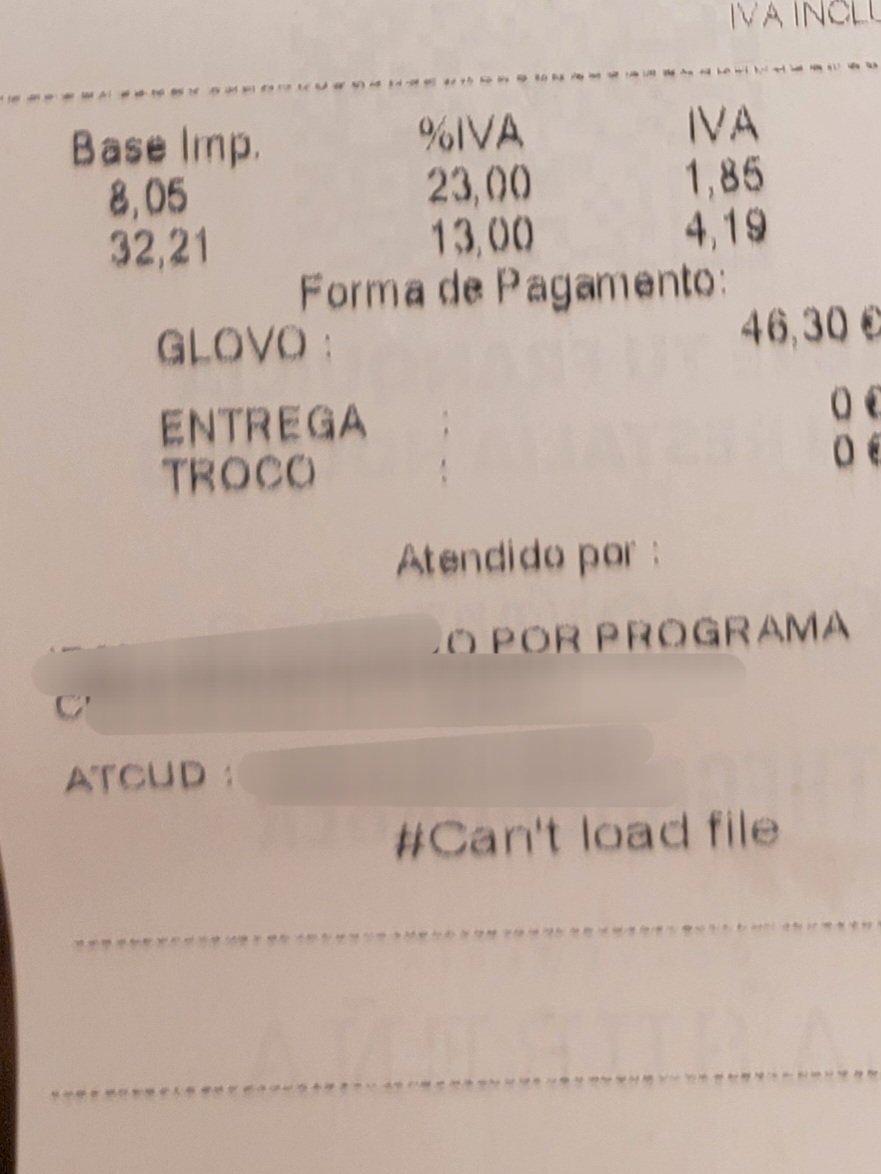 IVA INCLU
Base Imp. %IVA IVA
8,05 23,00 1,85
32,21 13,00 4,19
Forma de Pagamento:
GLOVO : 46,30 €
ENTREGA : 0 €
TROCO : 0 €
Atendido por :
O POR PROGRAMA
ATCUD :
#Can't load file